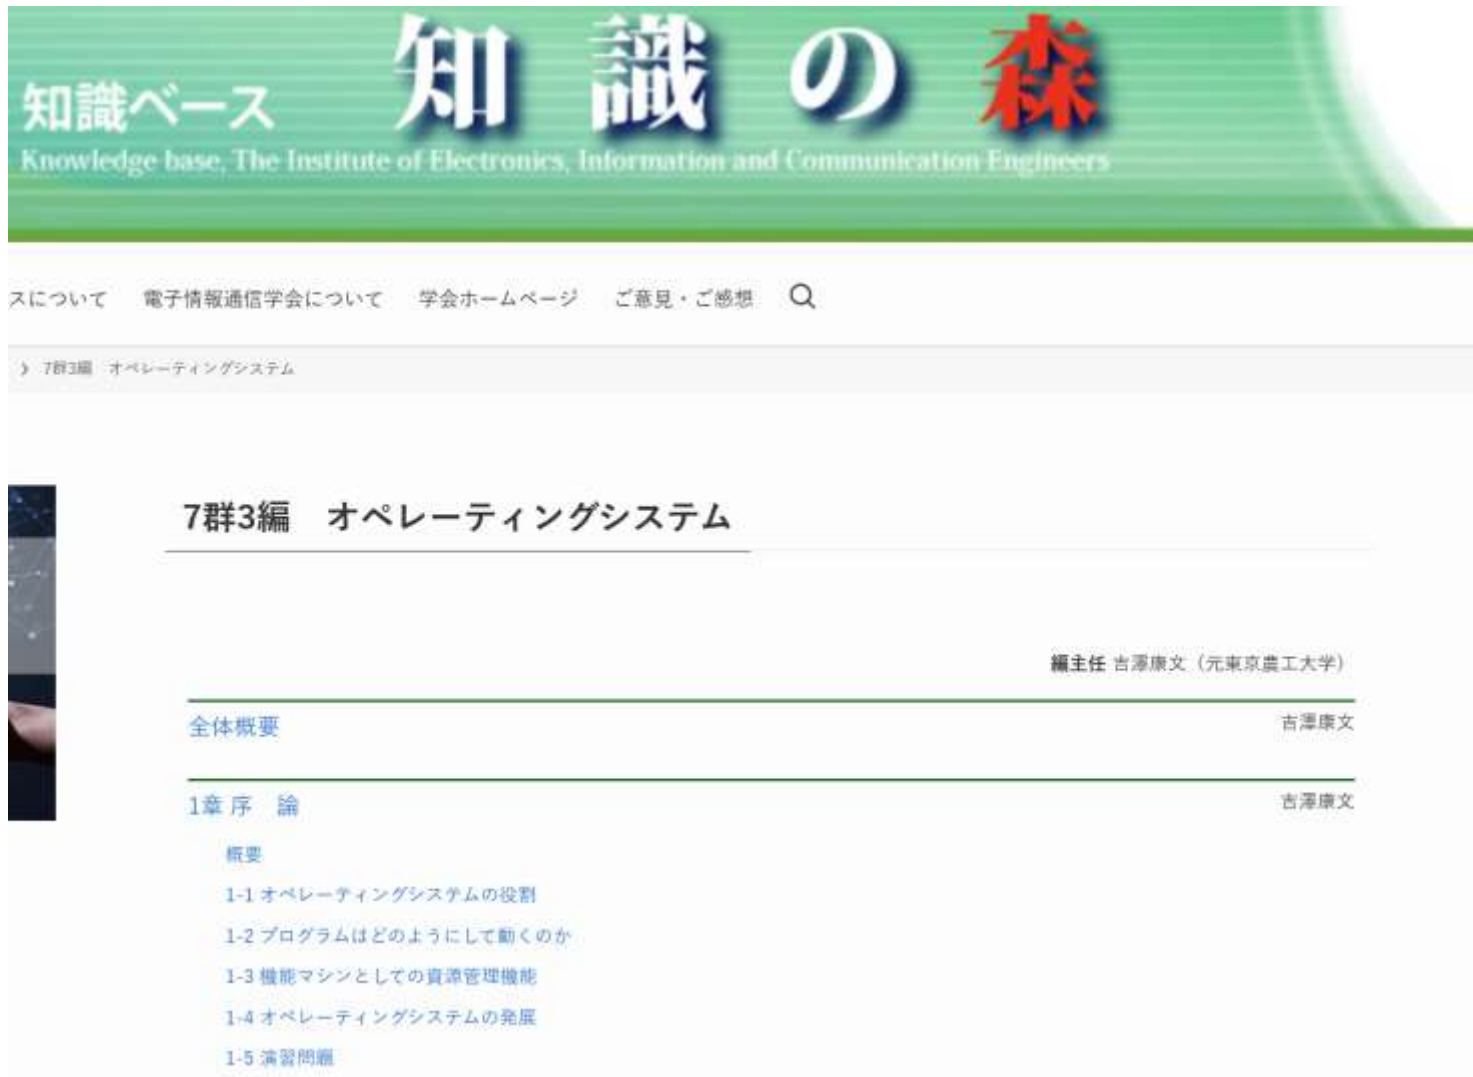 知識の森
知識ベース
Knowledge base, The Institute of Electronics, Information and Communication Engineers
スについて 電子情報通信学会について 学会ホームページ ご意見・ご感想
› 7群3編 オペレーティングシステム
7群3編 オペレーティングシステム
編主任 吉澤康文（元東京農工大学）
全体概要 吉澤康文
1章 序 論 吉澤康文
概要
1-1 オペレーティングシステムの役割
1-2 プログラムはどのようにして動くのか
1-3 機能マシンとしての資源管理機能
1-4 オペレーティングシステムの発展
1-5 演習問題